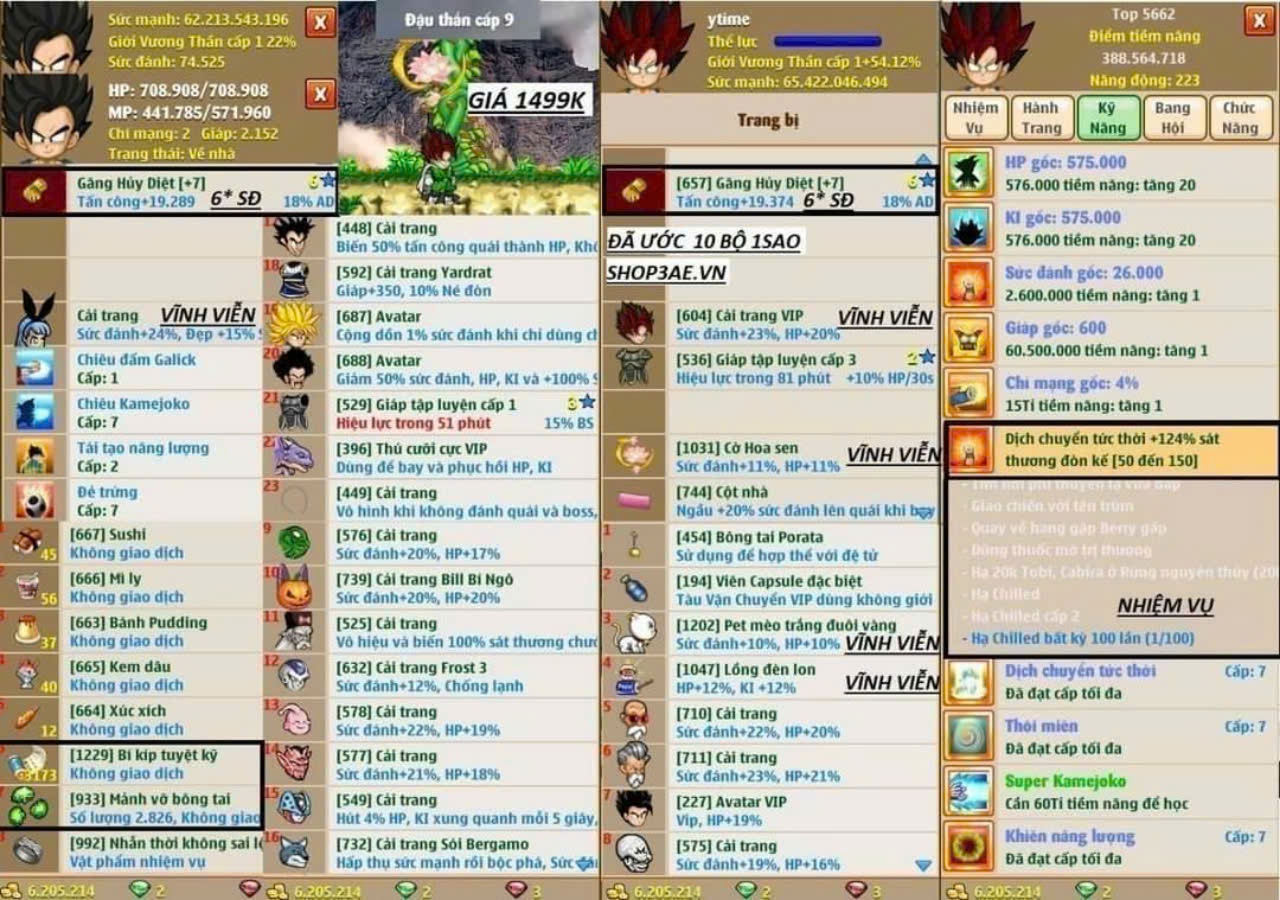 Sức mạnh: 62.213.543.196
Giới Vương Thần cấp 1 22%
Sức đánh: 74.525
HP: 708.908/708.908
MP: 441.785/571.960
Chí mạng: 2 Giáp: 2.152
Trạng thái: Về nhà
Găng Hủy Diệt [+7]
6
Tấn công+19.289
6* SĐ
18% AD
Cải trang
VĨNH VIỄN
Sức đánh+24%, Đẹp +15%
Chiêu đấm Galick
Cấp: 1
Chiêu Kamejoko
Cấp: 7
Tái tạo năng lượng
Cấp: 2
Đẻ trứng
Cấp: 7
[667] Sushi
Không giao dịch
45
[666] Mì ly
Không giao dịch
56
[663] Bánh Pudding
Không giao dịch
37
[665] Kem dâu
Không giao dịch
40
[664] Xúc xích
Không giao dịch
12
[1229] Bí kíp tuyệt kỹ
Không giao dịch
3173
[933] Mảnh vỡ bông tai
Số lượng 2.826, Không giao
[992] Nhẫn thời không sai
Vật phẩm nhiệm vụ
6.205.214
2
Đậu thần cấp 9
GIÁ 1499K
[448] Cải trang
Biến 50% tấn công quái thành HP,
18
[592] Cải trang Yardrat
Giáp+350, 10% Né đòn
[687] Avatar
Cộng dồn 1% sức đánh khi chỉ dùng
20
[688] Avatar
Giảm 50% sức đánh, HP, KI và +100%
21
[529] Giáp tập luyện cấp 1
3
Hiệu lực trong 51 phút
15% BS
22
[396] Thú cưỡi cực VIP
Dùng để bay và phục hồi HP, KI
23
[449] Cải trang
Vô hình khi không đánh quái và boss,
9
[576] Cải trang
Sức đánh+20%, HP+17%
10
[739] Cải trang Bill Bí Ngô
Sức đánh+20%, HP+20%
11
[525] Cải trang
Vô hiệu và biến 100% sát thương
12
[632] Cải trang Frost 3
Sức đánh+12%, Chống lạnh
13
[578] Cải trang
Sức đánh+22%, HP+19%
14
[577] Cải trang
Sức đánh+21%, HP+18%
15
[549] Cải trang
Hút 4% HP, KI xung quanh mỗi 5 giây,
16
[732] Cải trang Sói Bergamo
Hấp thụ sức mạnh rồi bộc phá,
6.205.214
2
3
ytime
Thể lực
Giới Vương Thần cấp 1+54.12%
Sức mạnh: 65.422.046.494
Trang bị
[657] Găng Hủy Diệt [+7]
6
Tấn công+19.374
6* SĐ
18% AD
ĐÃ ƯỚC 10 BỘ 1SAO
SHOP3AE.VN
[604] Cải trang VIP
VĨNH VIỄN
Sức đánh+23%, HP+20%
[536] Giáp tập luyện cấp 3
2
Hiệu lực trong 81 phút
+10% HP/30s
[1031] Cờ Hoa sen
VĨNH VIỄN
Sức đánh+11%, HP+11%
[744] Cột nhà
Ngầu +20% sức đánh lên quái khi bay
1
[454] Bông tai Porata
Sử dụng để hợp thể với đệ tử
2
[194] Viên Capsule đặc biệt
Tàu Vận Chuyển VIP dùng không giới
3
[1202] Pet mèo trắng đuôi vàng
Sức đánh+10%, HP+10%
VĨNH VIỄN
4
[1047] Lồng đèn lon
HP+12%, KI +12%
VĨNH VIỄN
5
[710] Cải trang
Sức đánh+22%, HP+20%
6
[711] Cải trang
Sức đánh+23%, HP+21%
7
[227] Avatar VIP
Vip, HP+19%
8
[575] Cải trang
Sức đánh+19%, HP+16%
6.205.214
2
3
Top 5662
Điểm tiềm năng
388.564.718
Năng động: 223
Nhiệm Vụ
Hành Trang
Kỹ Năng
Bang Hội
Chức Năng
HP gốc: 575.000
576.000 tiềm năng: tăng 20
KI gốc: 575.000
576.000 tiềm năng: tăng 20
Sức đánh gốc: 26.000
2.600.000 tiềm năng: tăng 1
Giáp gốc: 600
60.500.000 tiềm năng: tăng 1
Chí mạng gốc: 4%
15Tỉ tiềm năng: tăng 1
Dịch chuyển tức thời +124% sát
thương đòn kế [50 đến 150]
- Giao chiến với tên trùm
- Quay về hang gặp Berry gấp
- Dùng thuốc mỡ trị thương
- Hạ 20k Tobi, Cabira ở Rừng nguyên thủy
- Hạ Chilled
- Hạ Chilled cấp 2
NHIỆM VỤ
- Hạ Chilled bất kỳ 100 lần (1/100)
Dịch chuyển tức thời
Cấp: 7
Đã đạt cấp tối đa
Thôi miên
Cấp: 7
Đã đạt cấp tối đa
Super Kamejoko
Cần 60Tỉ tiềm năng để học
Khiên năng lượng
Cấp: 7
Đã đạt cấp tối đa
6.205.214
2
3